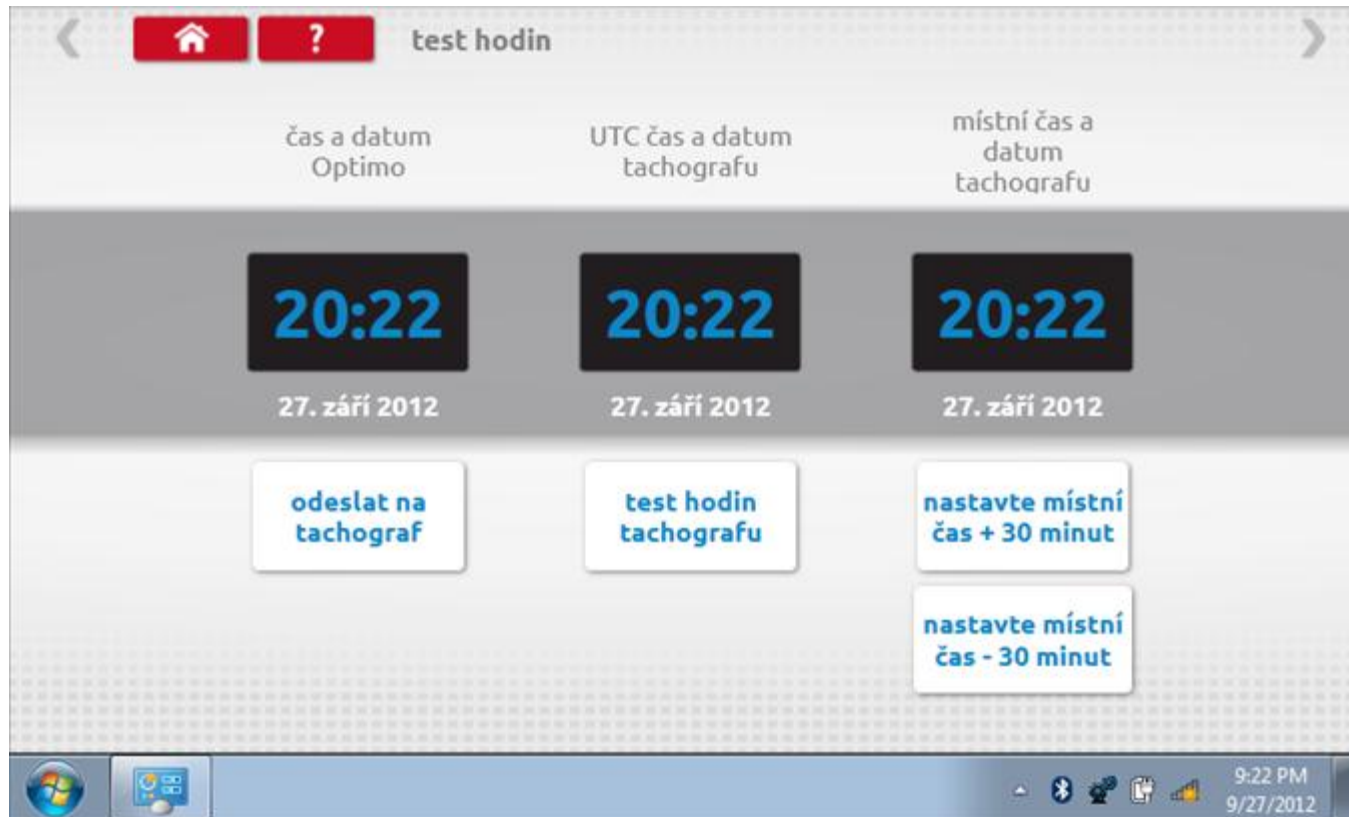 ? test hodin
čas a datum
Optimo
UTC čas a datum
tachografu
místní čas a
datum
tachografu
20:22
20:22
20:22
27. září 2012
27. září 2012
27. září 2012
odeslat na
tachograf
test hodin
tachografu
nastavte místní
čas + 30 minut
nastavte místní
čas - 30 minut
9:22 PM
9/27/2012